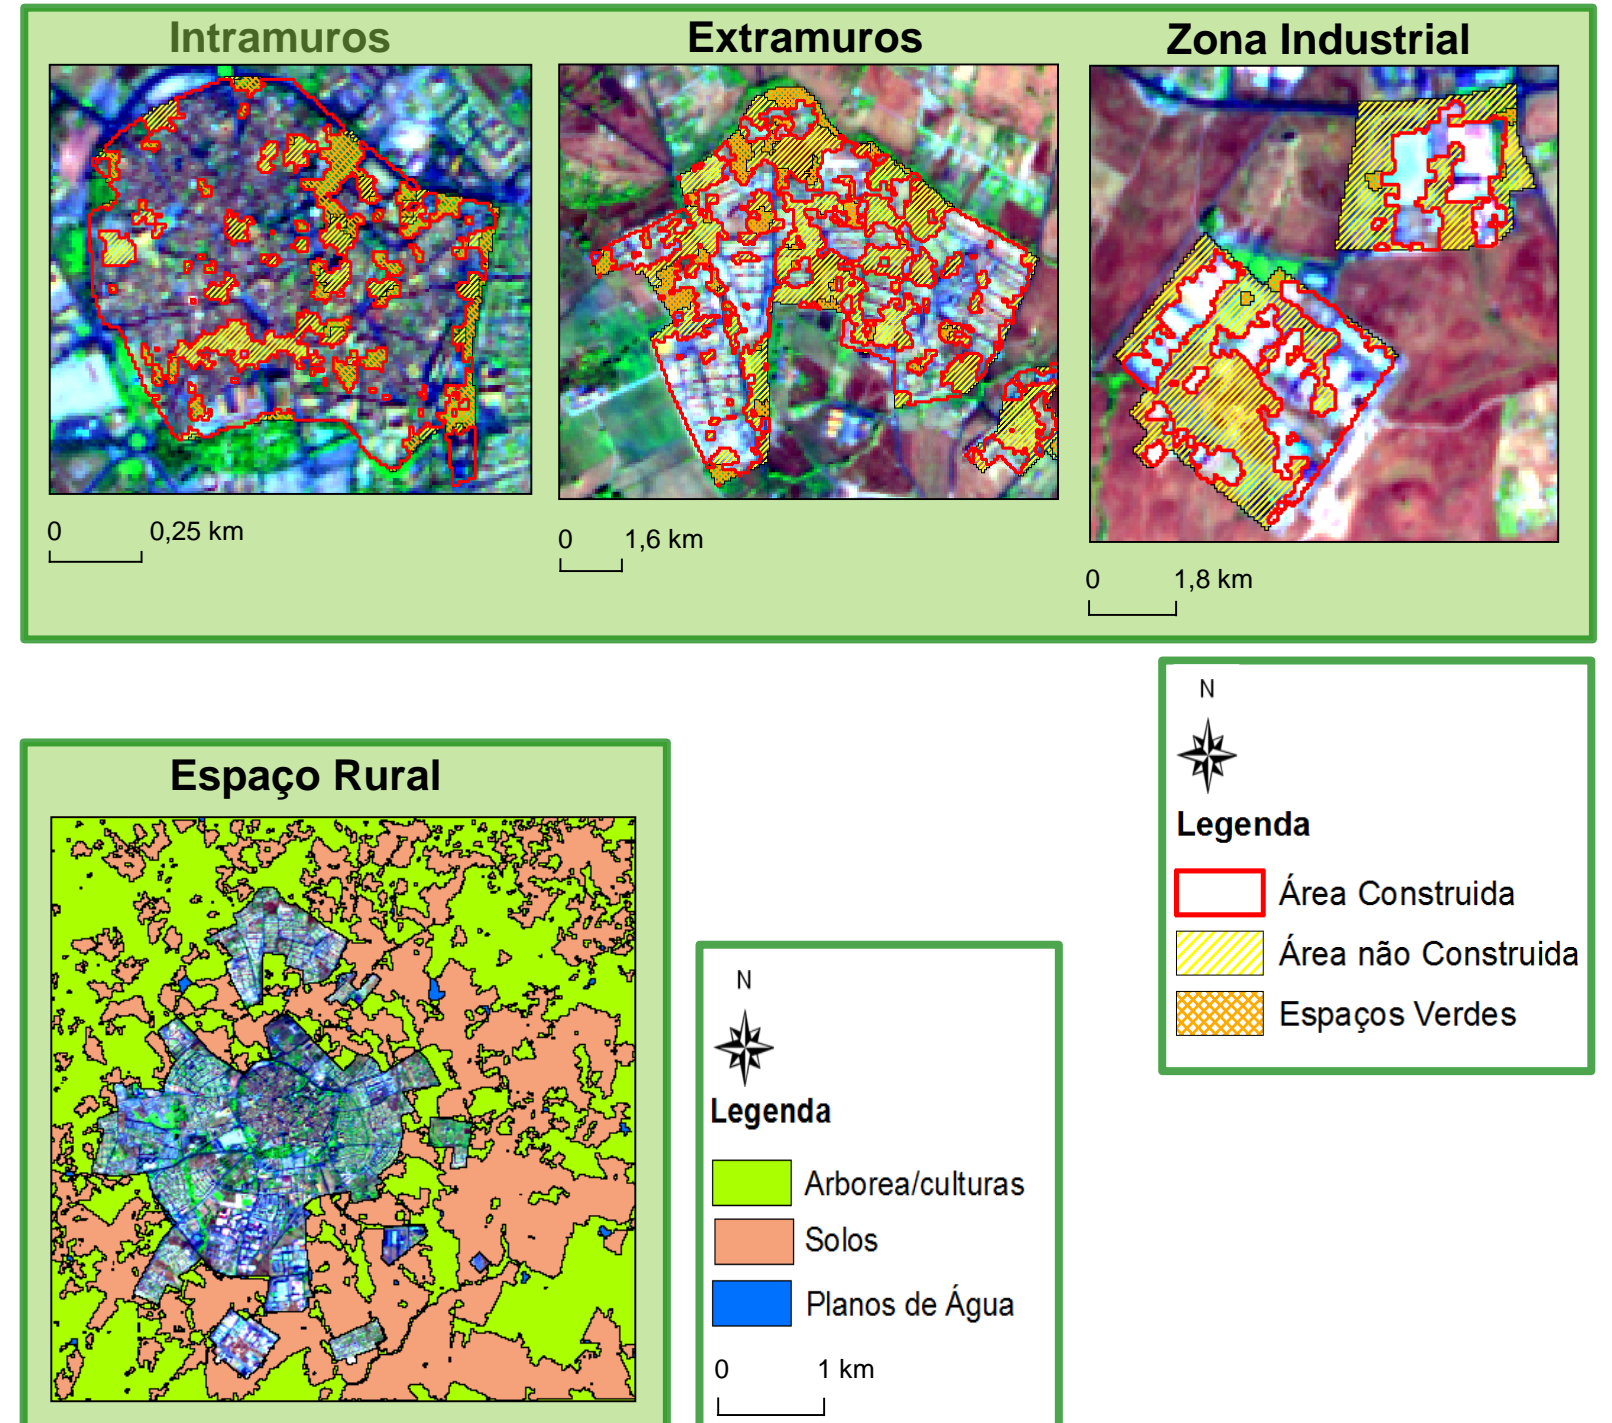 Intramuros
Extramuros
Zona Industrial
0 0,25 km
0 1,6 km
0 1,8 km
N
Legenda
Área Construida
Área não Construida
Espaços Verdes
Espaço Rural
N
Legenda
Arborea/culturas
Solos
Planos de Água
0 1 km